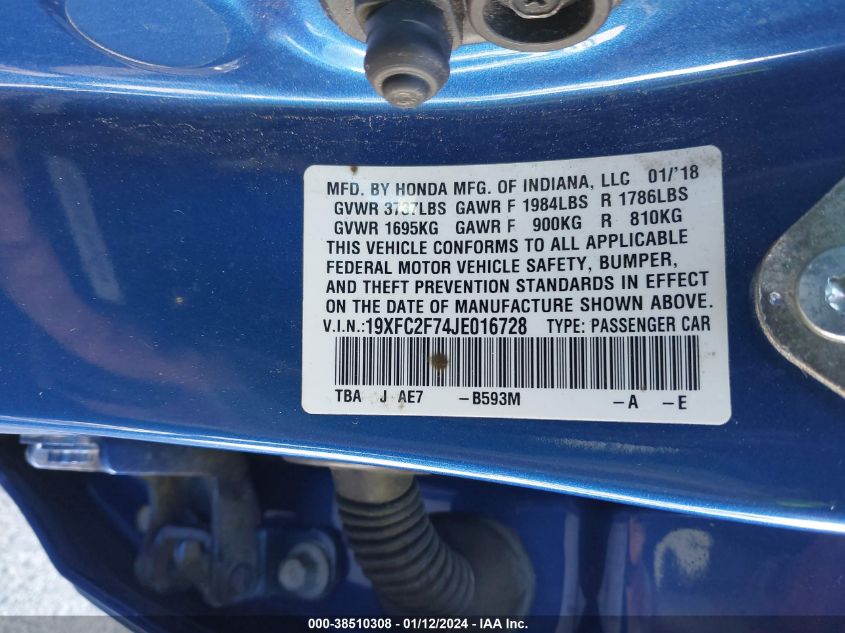 MFD. BY HONDA MFG. OF INDIANA, LLC 01/'18
GVWR 3737LBS GAWR F 1984LBS R 1786LBS
GVWR 1695KG GAWR F 900KG R 810KG
THIS VEHICLE CONFORMS TO ALL APPLICABLE
FEDERAL MOTOR VEHICLE SAFETY, BUMPER,
AND THEFT PREVENTION STANDARDS IN EFFECT
ON THE DATE OF MANUFACTURE SHOWN ABOVE.
V.I.N.:19XFC2F74JE016728 TYPE: PASSENGER CAR
TBA J AE7 -B593M -A -E
000-38510308 - 01/12/2024 - IAA Inc.